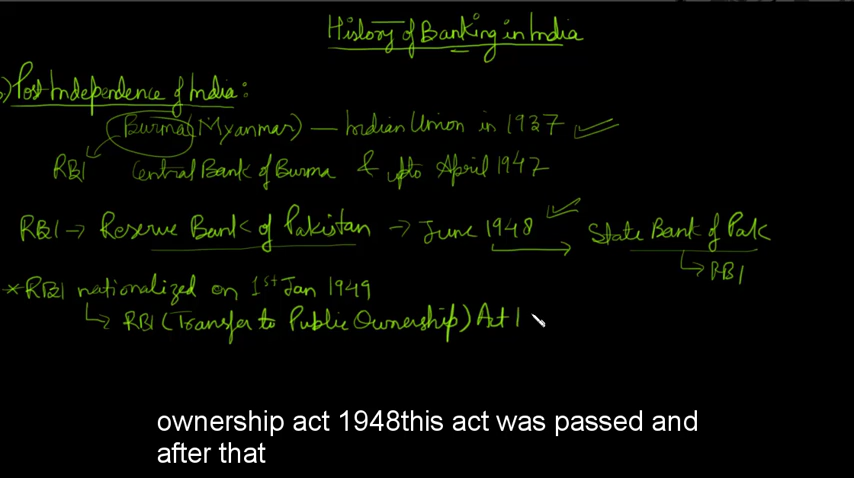 History of Banking in India
.) Post Independence of India :
Burma (Myanmar) — Indian Union in 1937
RBI Central Bank of Burma & upto April 1947
RBI → Reserve Bank of Pakistan → June 1948 → State Bank of Pak
→ RBI
* RBI nationalized on 1st Jan 1949
→ RBI (Transfer to Public Ownership) Act 1
ownership act 1948this act was passed and
after that